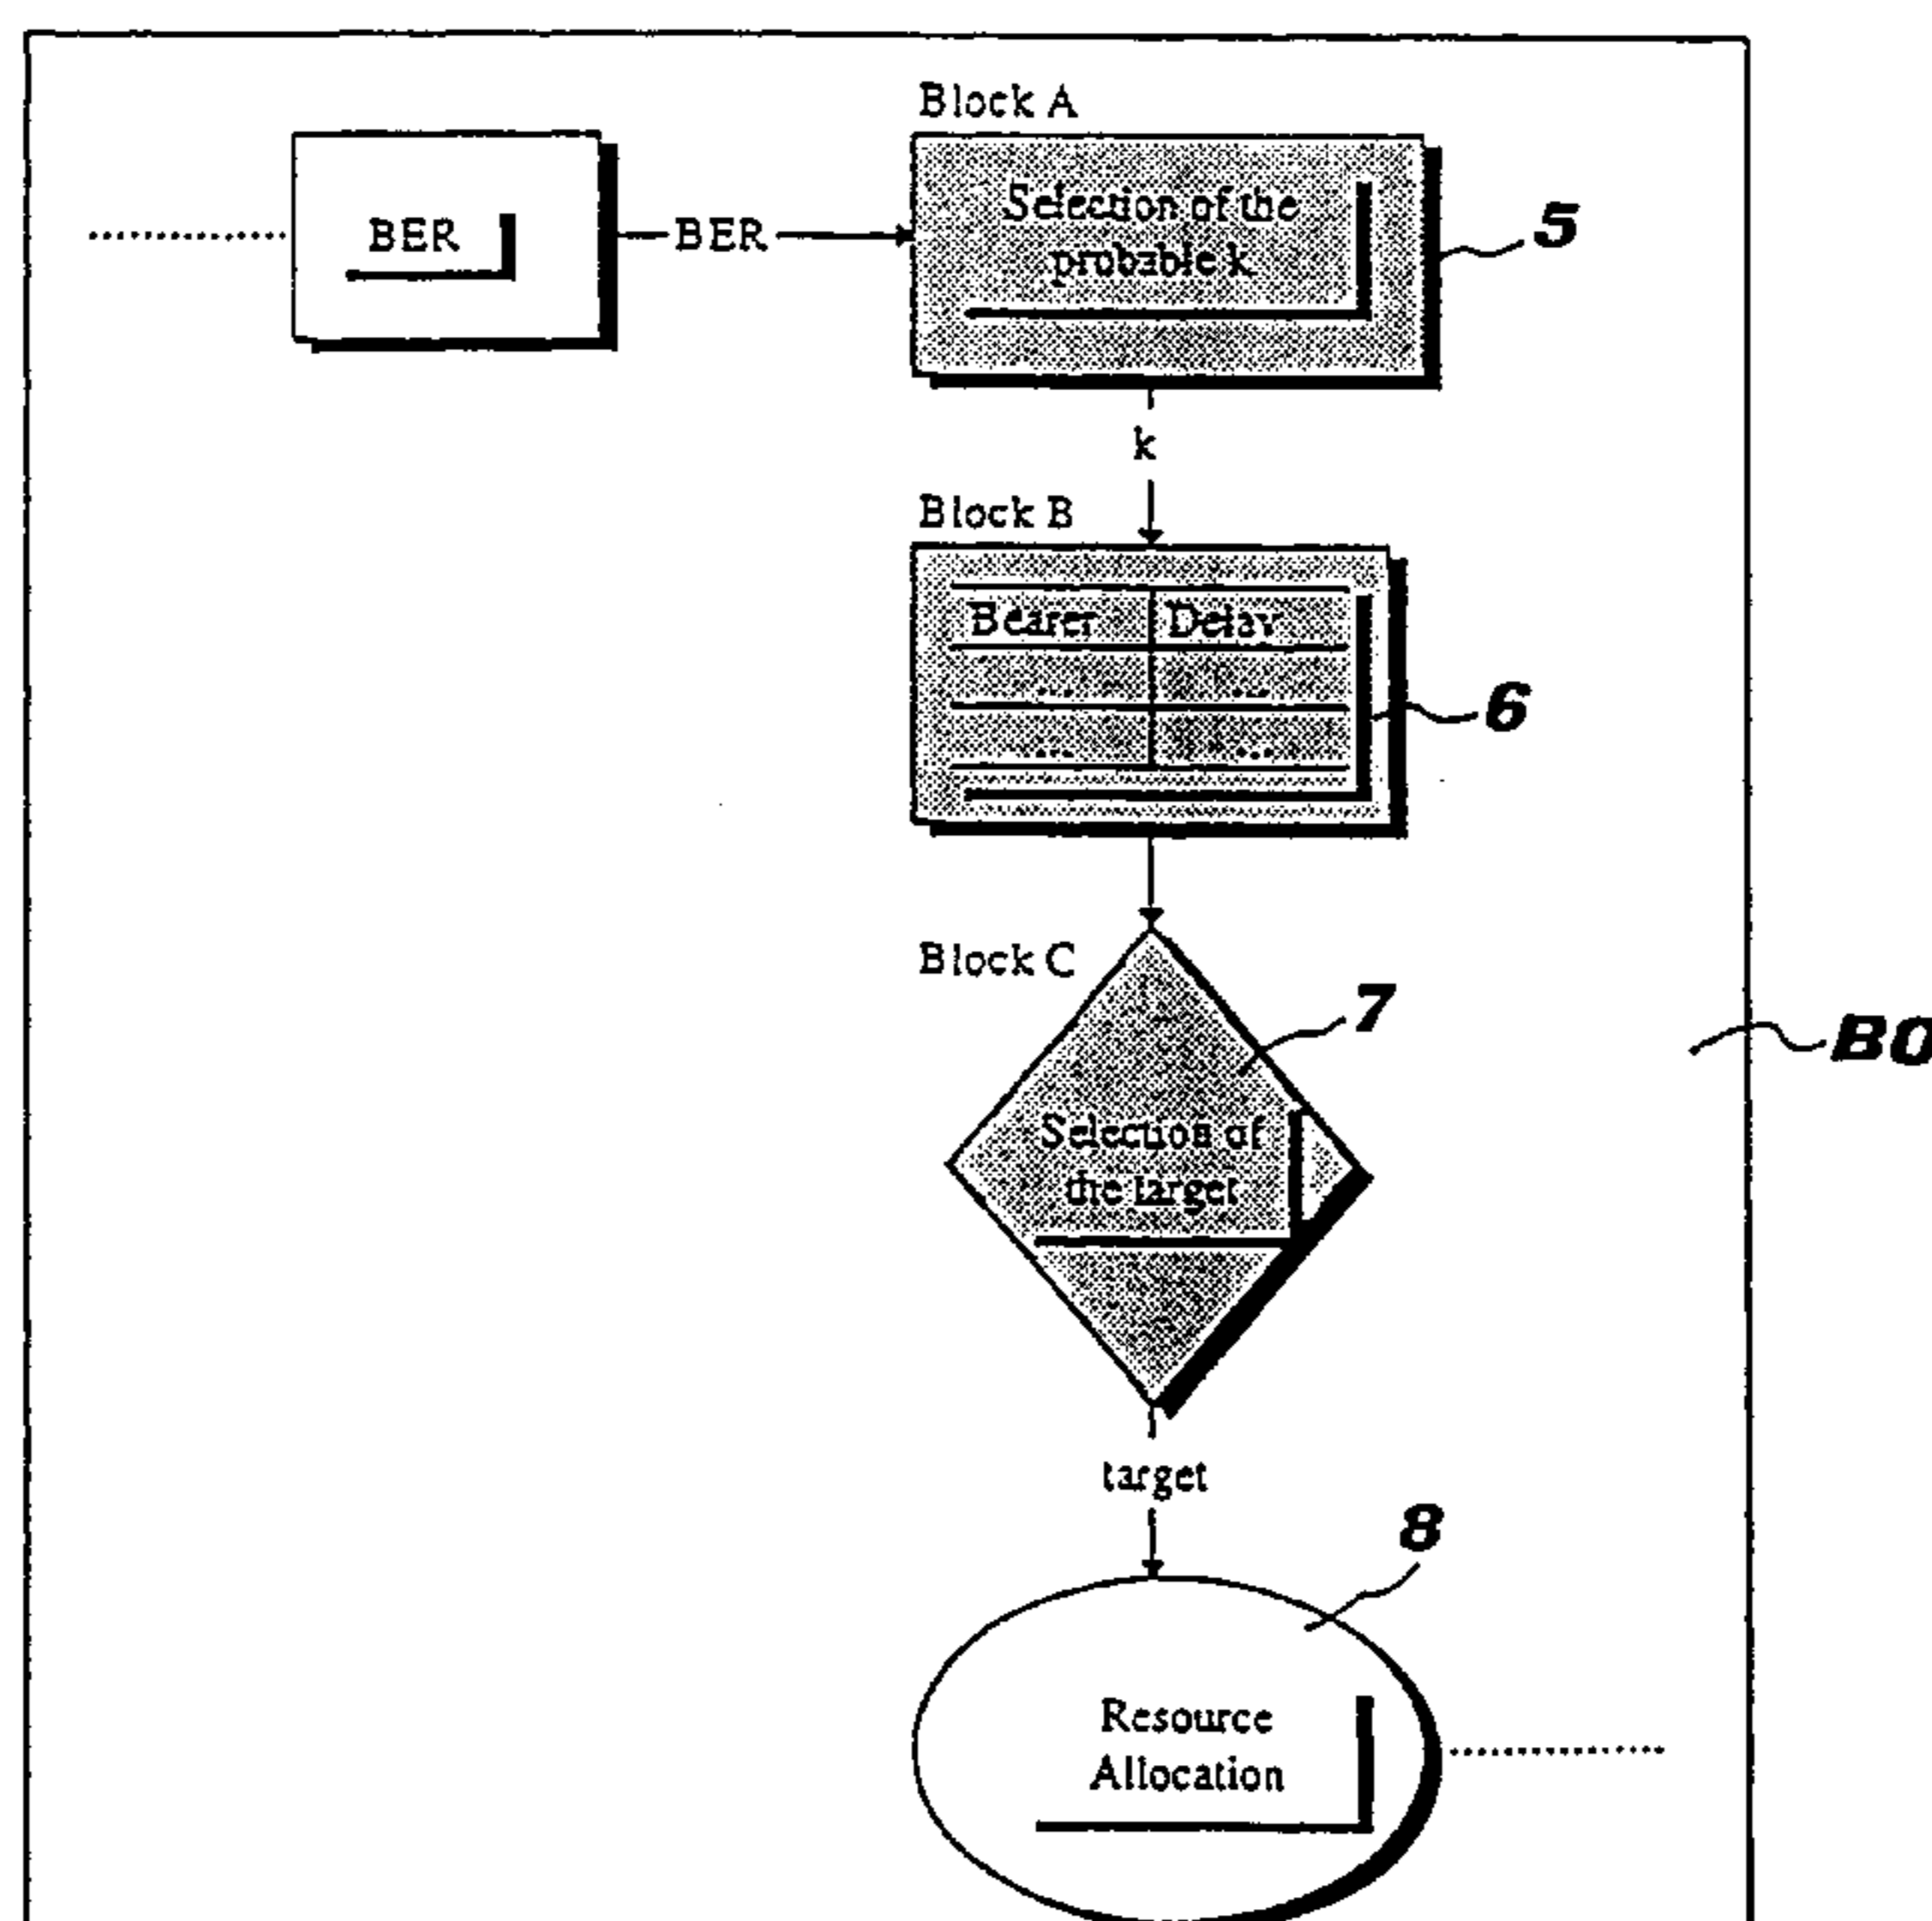 Block A
BER
BER
Selection of the
probable k
5
k
Block B
Bearer Delay
... ...
... ...
6
Block C
7
Selection of
the target
B0
target
8
Resource
Allocation